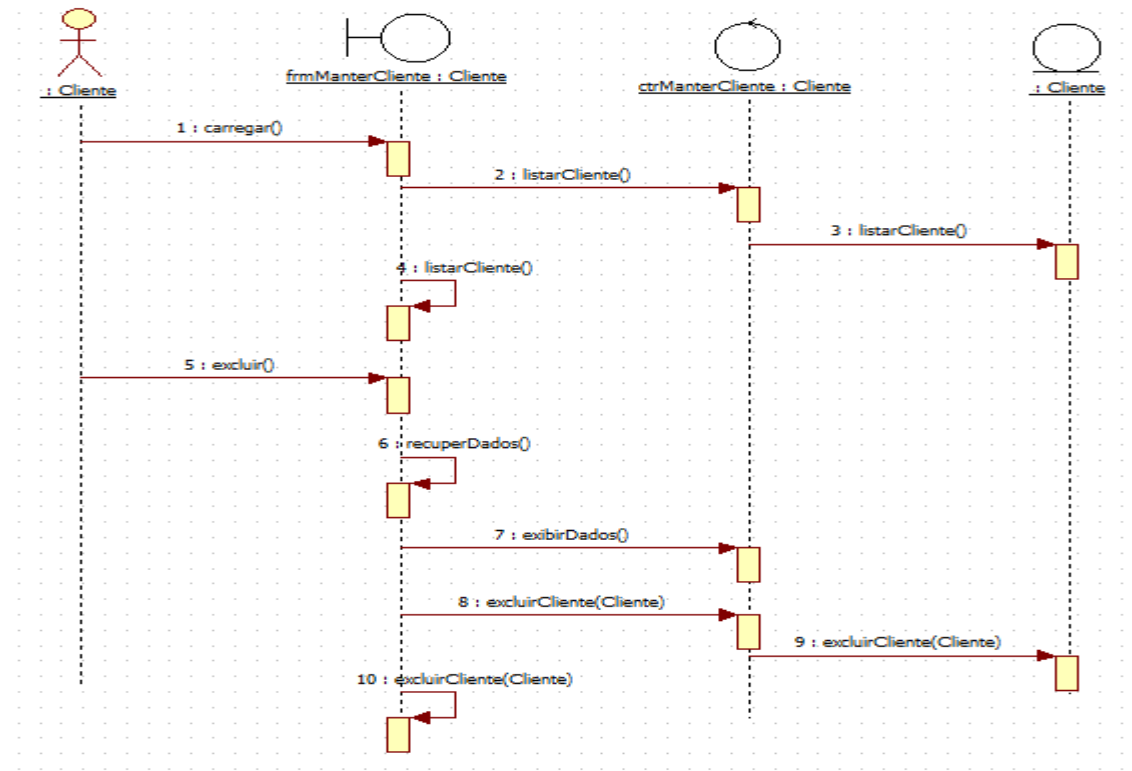 : Cliente
frmManterCliente : Cliente
ctrManterCliente : Cliente
: Cliente
1 : carregar()
2 : listarCliente()
3 : listarCliente()
4 : listarCliente()
5 : excluir()
6 : recuperDados()
7 : exibirDados()
8 : excluirCliente(Cliente)
9 : excluirCliente(Cliente)
10 : excluirCliente(Cliente)